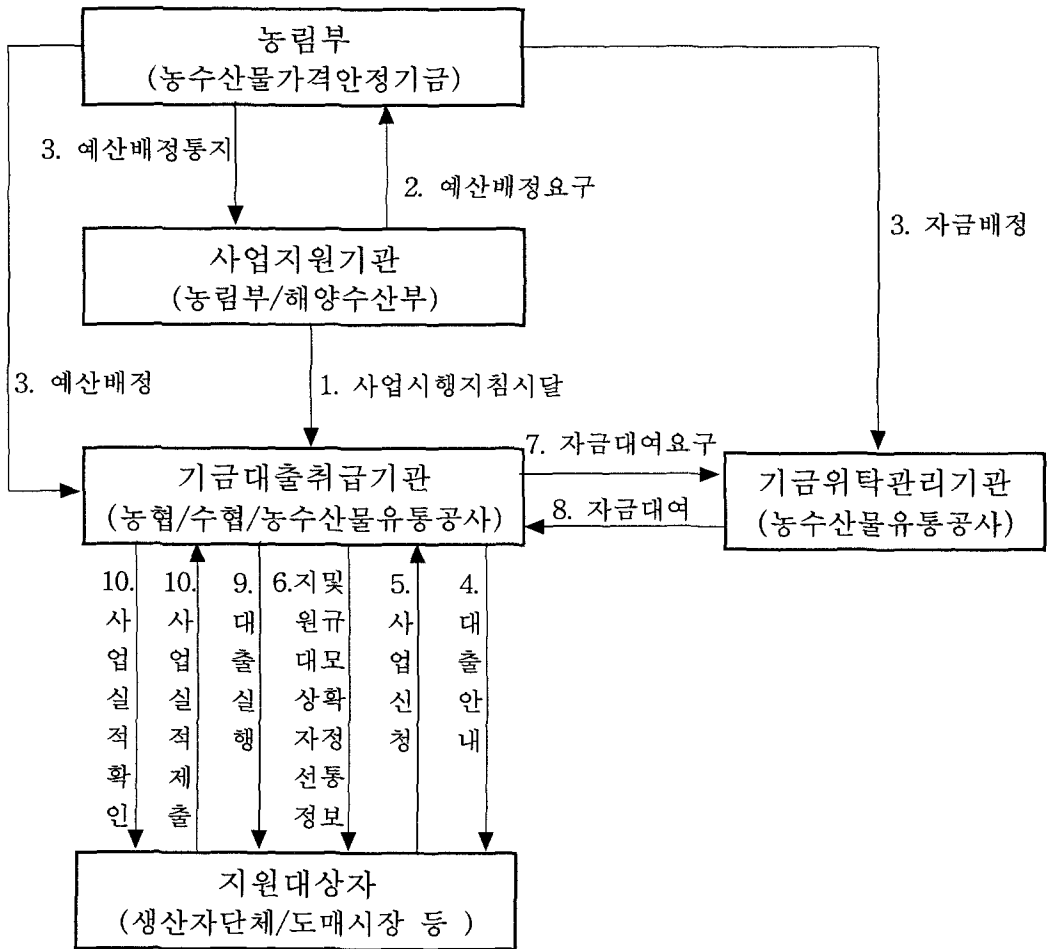 농림부
(농수산물가격안정기금)
3. 예산배정통지
2. 예산배정요구
3. 자금배정
사업지원기관
(농림부/해양수산부)
3. 예산배정
1. 사업시행지침시달
7. 자금대여요구
기금대출취급기관
(농협/수협/농수산물유통공사)
8. 자금대여
기금위탁관리기관
(농수산물유통공사)
10. 사업실적확인
10. 사업실적제출
9. 대출실행
6.지원대상자선정
및규모확정통보
5. 사업신청
4. 대출안내
지원대상자
(생산자단체/도매시장 등 )